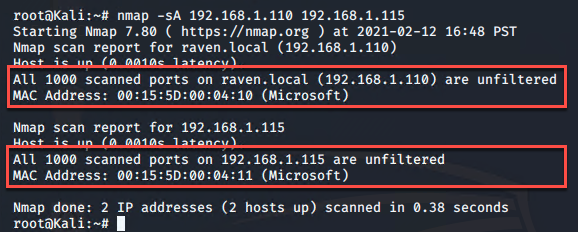 root@Kali:~# nmap -sA 192.168.1.110 192.168.1.115
Starting Nmap 7.80 ( https://nmap.org ) at 2021-02-12 16:48 PST
Nmap scan report for raven.local (192.168.1.110)
Host is up (0.0010s latency).
All 1000 scanned ports on raven.local (192.168.1.110) are unfiltered
MAC Address: 00:15:5D:00:04:10 (Microsoft)
Nmap scan report for 192.168.1.115
Host is up (0.0010s latency).
All 1000 scanned ports on 192.168.1.115 are unfiltered
MAC Address: 00:15:5D:00:04:11 (Microsoft)
Nmap done: 2 IP addresses (2 hosts up) scanned in 0.38 seconds
root@Kali:~#